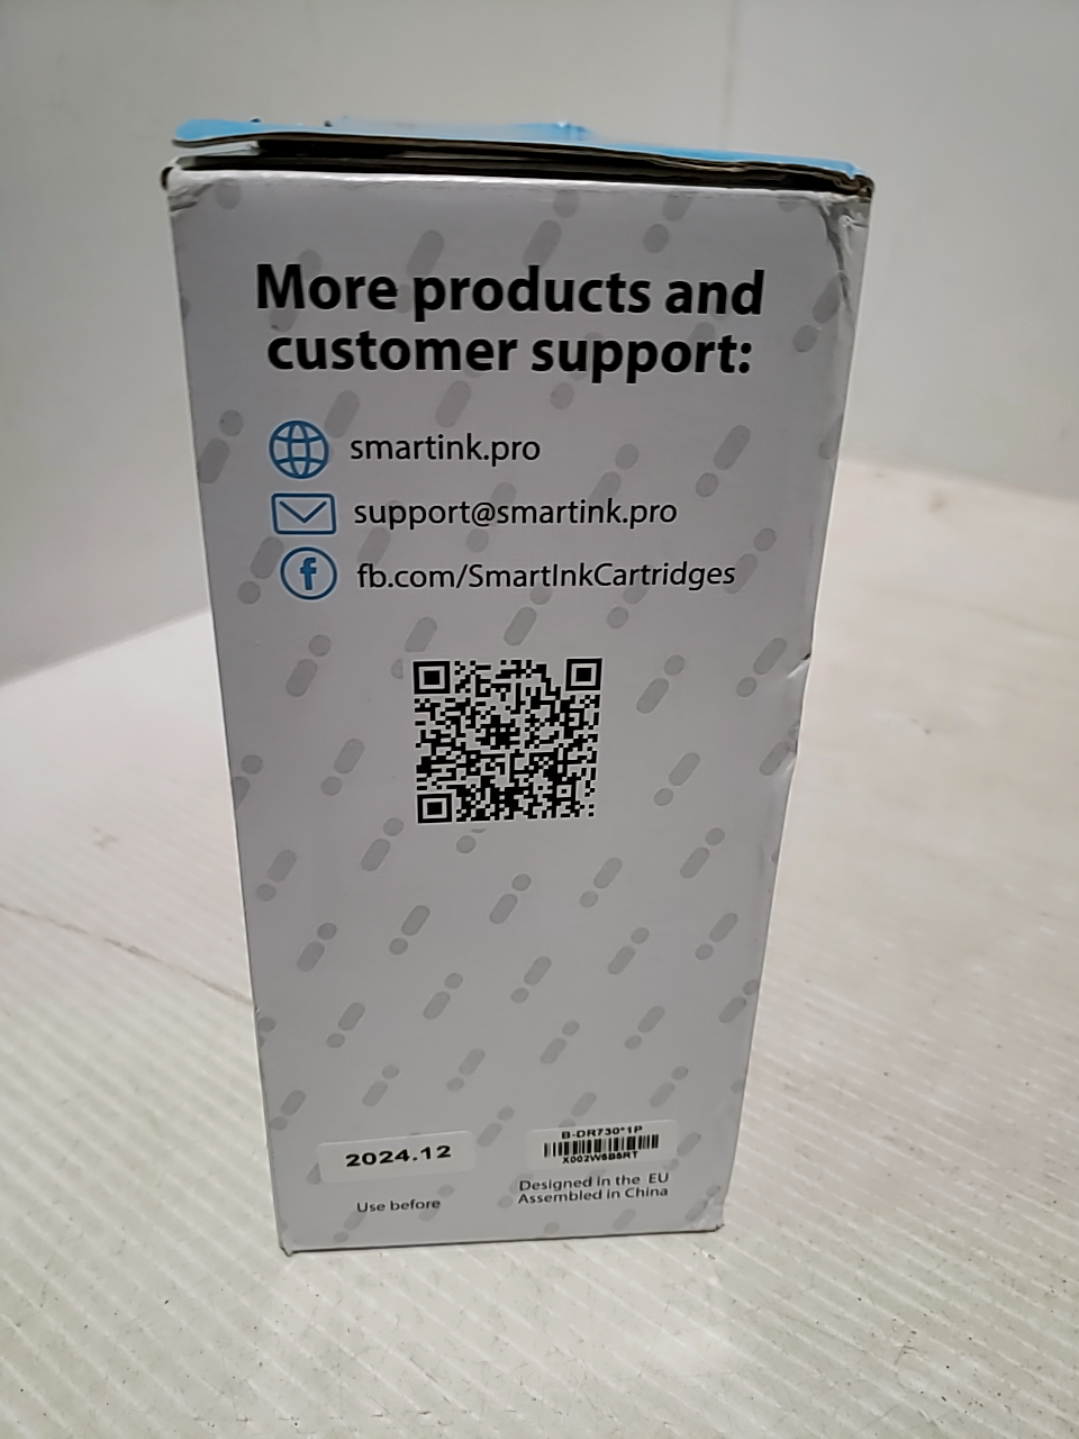 More products and
customer support:
smartink.pro
support@smartink.pro
fb.com/SmartInkCartridges
2024.12
Use before
B-DR730*1P
X002W5B5RT
Designed in the EU
Assembled in China